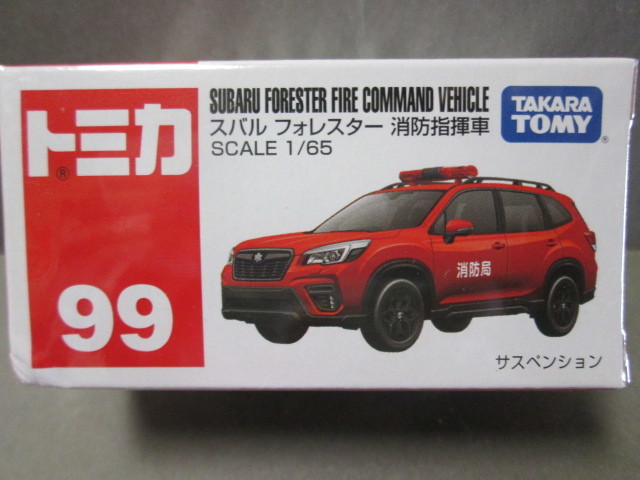 トミカ
®
99
SUBARU FORESTER FIRE COMMAND VEHICLE
スバル フォレスター 消防指揮車
SCALE 1/65
TAKARA
TOMY
®
消防局
サスペンション